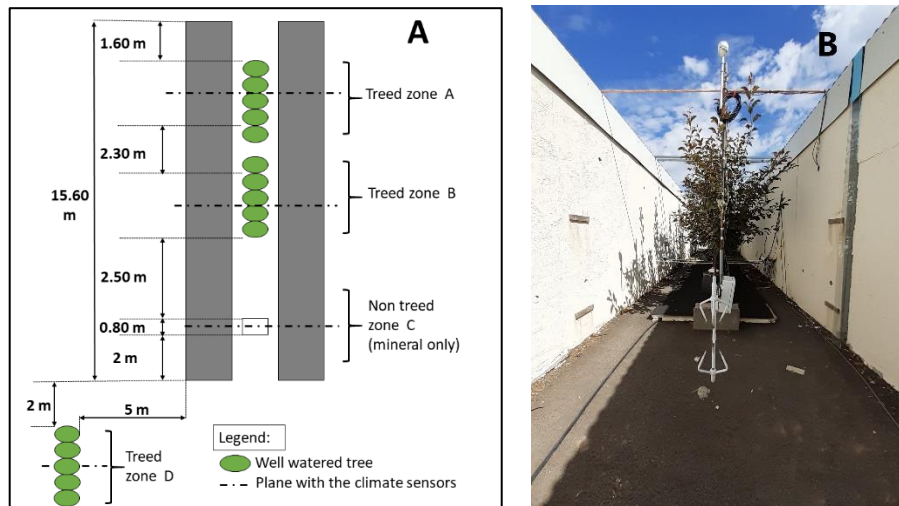 A
1.60 m
Treed zone A
2.30 m
15.60
m
Treed zone B
2.50 m
Non treed
zone C
(mineral only)
0.80 m
2 m
2 m
5 m
Treed
zone D
Legend:
Well watered tree
Plane with the climate sensors
B